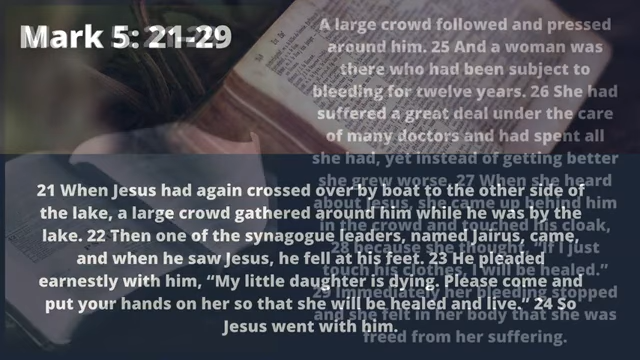 Mark 5: 21-29
21 When Jesus had again crossed over by boat to the other side of
the lake, a large crowd gathered around him while he was by the
lake. 22 Then one of the synagogue leaders, named Jairus, came,
and when he saw Jesus, he fell at his feet. 23 He pleaded
earnestly with him, “My little daughter is dying. Please come and
put your hands on her so that she will be healed and live.” 24 So
Jesus went with him.
A large crowd followed and pressed
around him. 25 And a woman was
there who had been subject to
bleeding for twelve years. 26 She had
suffered a great deal under the care
of many doctors and had spent all
she had, yet instead of getting better
she grew worse. 27 When she heard
about Jesus, she came up behind him
in the crowd and touched his cloak,
28 because she thought, “If I just
touch his clothes, I will be healed.”
29 Immediately her bleeding stopped
and she felt in her body that she was
freed from her suffering.